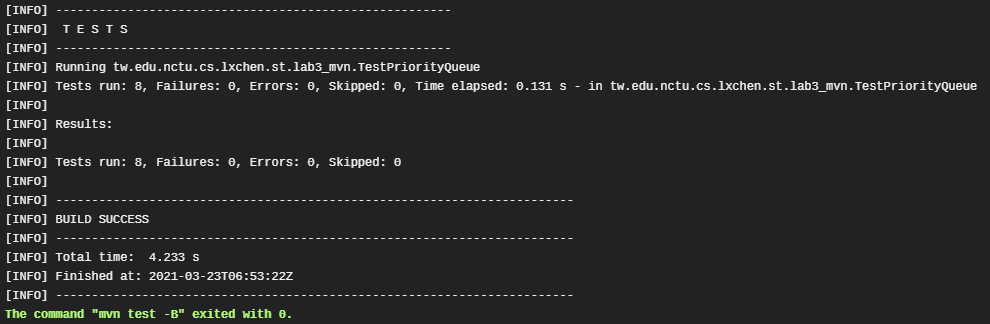 [INFO] -------------------------------------------------------
[INFO]  T E S T S
[INFO] -------------------------------------------------------
[INFO] Running tw.edu.nctu.cs.lxchen.st.lab3_mvn.TestPriorityQueue
[INFO] Tests run: 8, Failures: 0, Errors: 0, Skipped: 0, Time elapsed: 0.131 s - in tw.edu.nctu.cs.lxchen.st.lab3_mvn.TestPriorityQueue
[INFO]
[INFO] Results:
[INFO]
[INFO] Tests run: 8, Failures: 0, Errors: 0, Skipped: 0
[INFO]
[INFO] ------------------------------------------------------------------------
[INFO] BUILD SUCCESS
[INFO] ------------------------------------------------------------------------
[INFO] Total time:  4.233 s
[INFO] Finished at: 2021-03-23T06:53:22Z
[INFO] ------------------------------------------------------------------------
The command "mvn test -B" exited with 0.